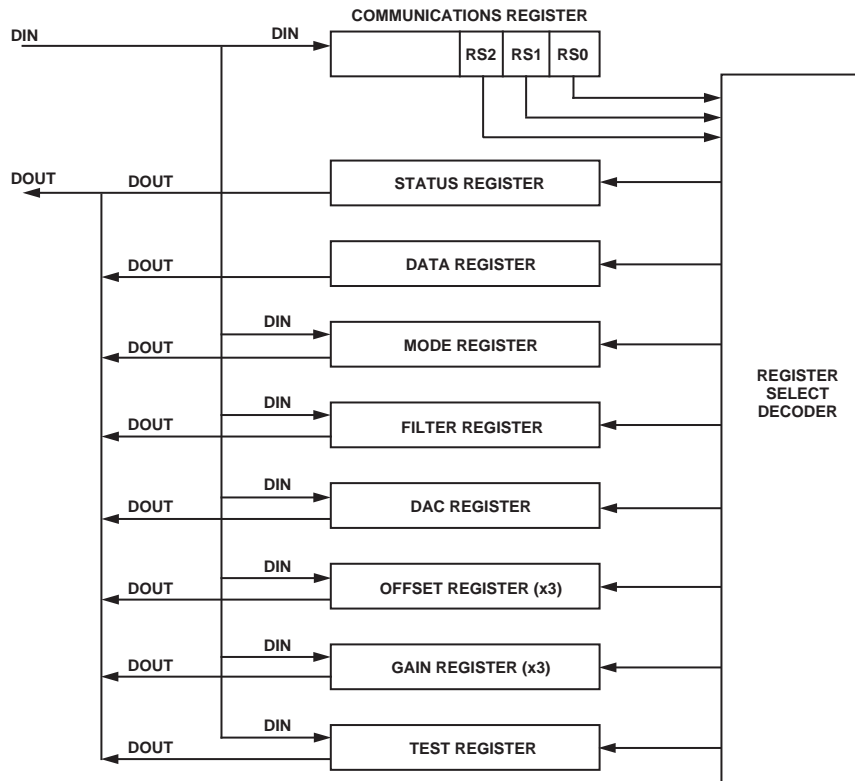 COMMUNICATIONS REGISTER
DIN
DIN
RS2 RS1 RS0
DOUT
DOUT
STATUS REGISTER
DOUT
DATA REGISTER
DIN
DOUT
MODE REGISTER
REGISTER
SELECT
DECODER
DIN
DOUT
FILTER REGISTER
DIN
DOUT
DAC REGISTER
DIN
DOUT
OFFSET REGISTER (x3)
DIN
DOUT
GAIN REGISTER (x3)
DIN
DOUT
TEST REGISTER